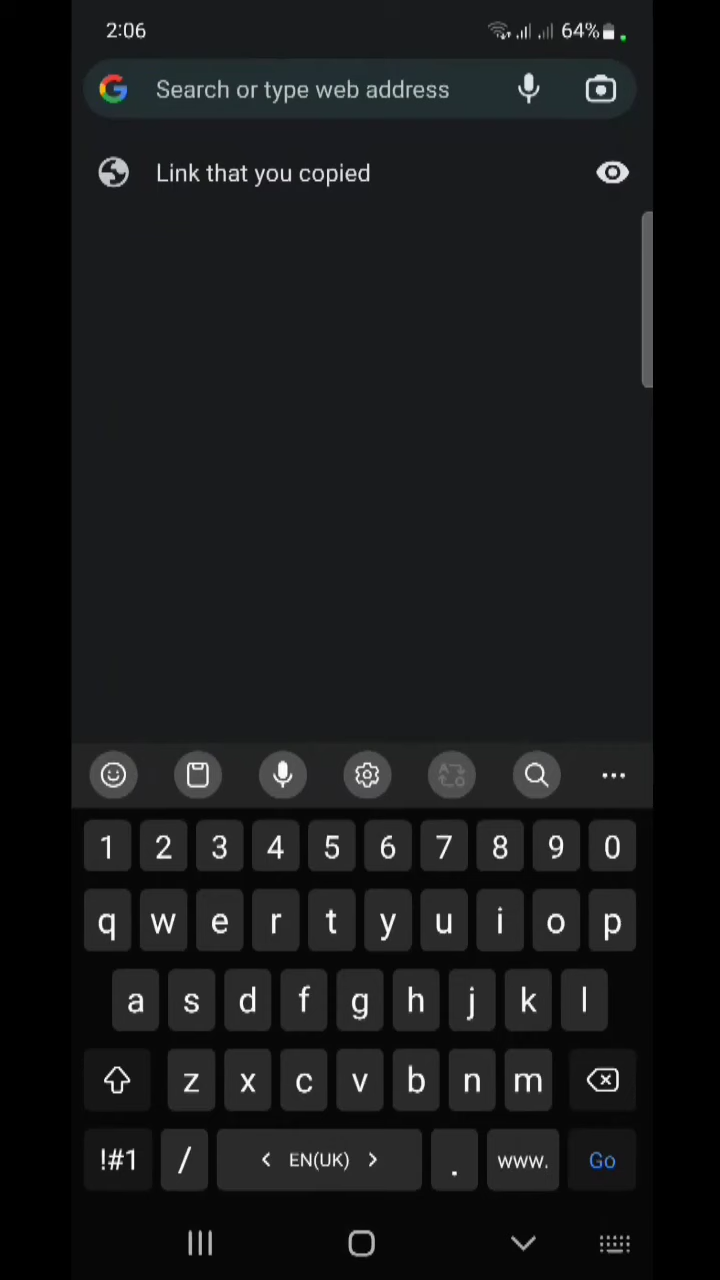 2:06 64%
Search or type web address
Link that you copied
1 2 3 4 5 6 7 8 9 0
q w e r t y u i o p
a s d f g h j k l
z x c v b n m
!#1 / < EN(UK) > . www. Go